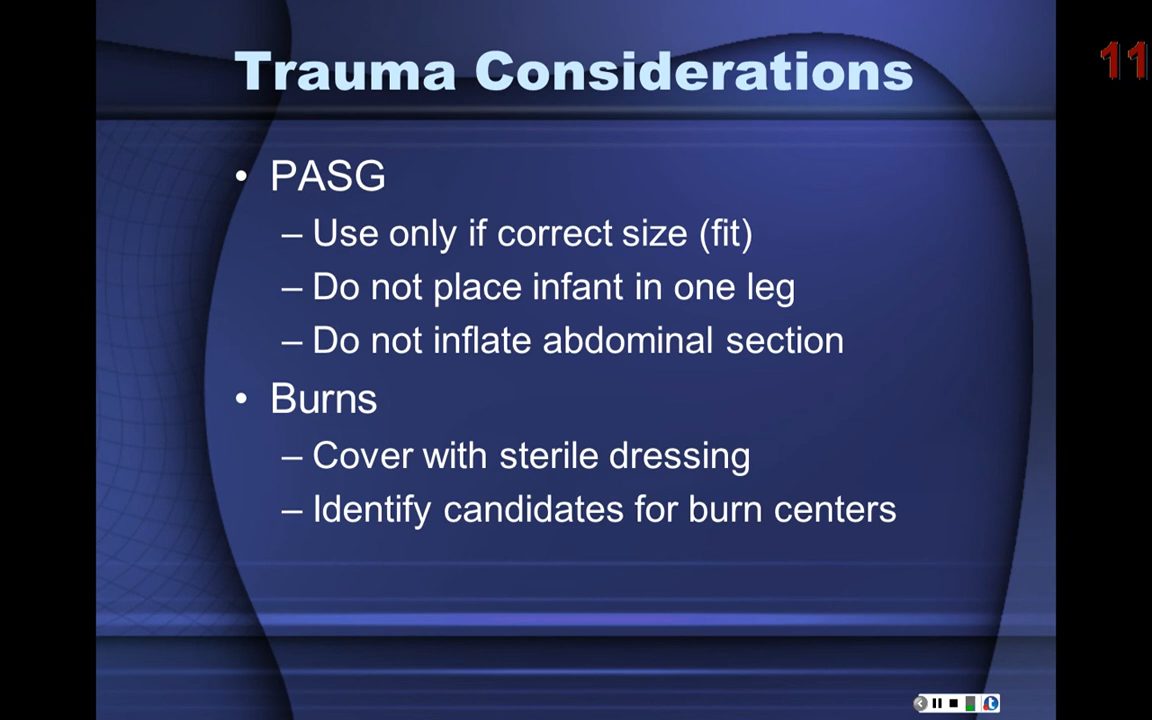 Trauma Considerations
11
• PASG
– Use only if correct size (fit)
– Do not place infant in one leg
– Do not inflate abdominal section
• Burns
– Cover with sterile dressing
– Identify candidates for burn centers